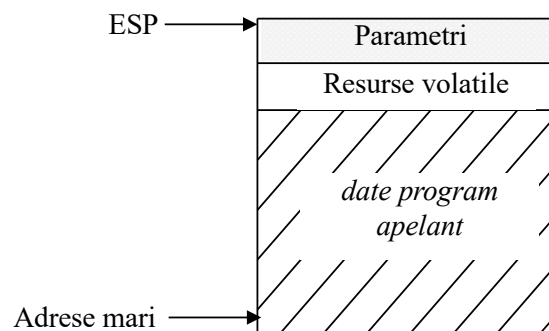 ESP
Parametri
Resurse volatile
date program
apelant
Adrese mari